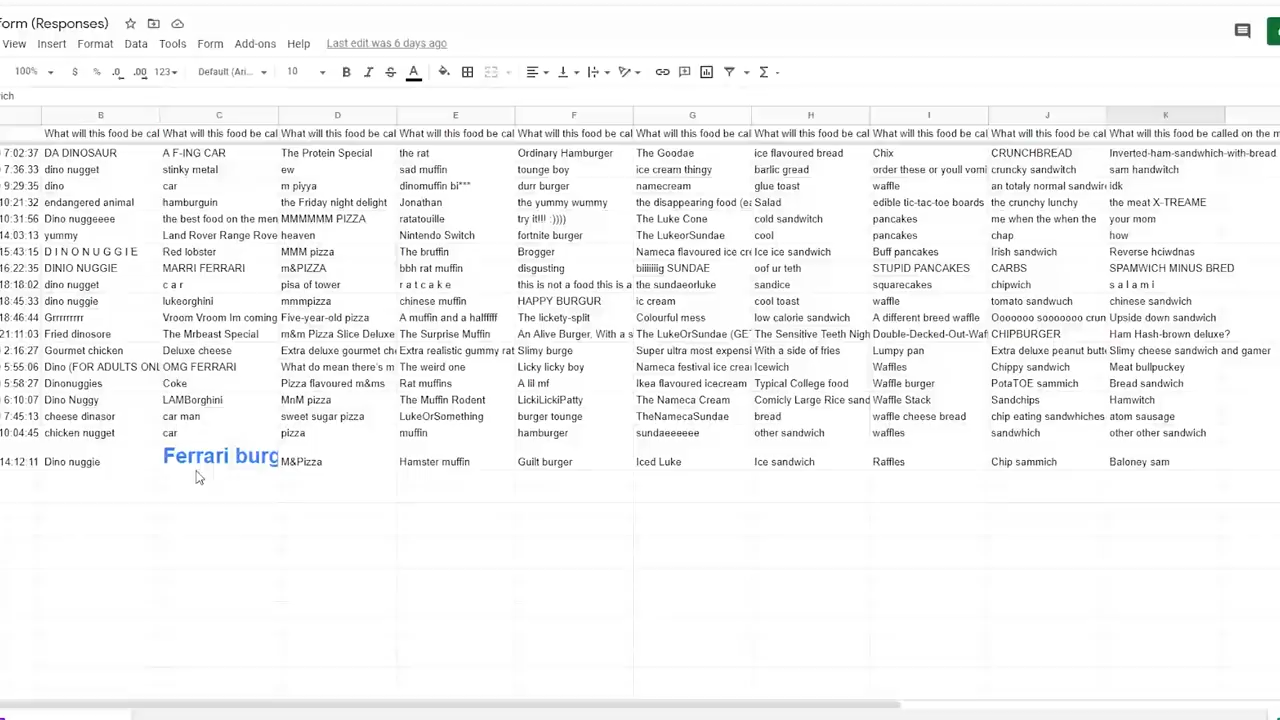 form (Responses)
View Insert Format Data Tools Form Add-ons Help Last edit was 6 days ago
100% $ % .0 .00 123 Default (Ari... 10 B I S A Σ
ich
B C D E F G H I J K
What will this food be cal What will this food be cal What will this food be cal What will this food be cal What will this food be cal What will this food be cal What will this food be cal What will this food be cal What will this food be cal What will this food be called on the m
7:02:37 DA DINOSAUR A F-ING CAR The Protein Special the rat Ordinary Hamburger The Goodae ice flavoured bread Chix CRUNCHBREAD Inverted-ham-sandwhich-with-bread
7:36:33 dino nugget stinky metal ew sad muffin tounge boy ice cream thingy barlic gread order these or youll vomi crunchy sandwitch sam handwitch
9:29:35 dino car m piyya dinomuffin bi*** durr burger namecream glue toast waffle an totaly normal sandwic idk
10:21:32 endangered animal hamburguin the Friday night delight Jonathan the yummy wummy the disappearing food (ea Salad edible tic-tac-toe boards the crunchy lunchy the meat X-TREAME
10:31:56 Dino nuggeeee the best food on the men MMMMMM PIZZA ratatouille try it!!! :)))) The Luke Cone cold sandwitch pancakes me when the when the your mom
14:03:13 yummy Land Rover Range Rove heaven Nintendo Switch fortnite burger The LukeorSundae cool pancakes chap how
15:43:15 D I N O N U G G I E Red lobster MMM pizza The bruffin Brogger Nameca flavoured ice cre Ice ice sandwich Buff pancakes Irish sandwich Reverse hciwdnas
16:22:35 DINIO NUGGIE MARRI FERRARI m&PIZZA bbh rat muffin disgusting biiiiiiig SUNDAE oof ur teth STUPID PANCAKES CARBS SPAMWICH MINUS BRED
18:18:02 dino nugget c a r pisa of tower r a t c a k e this is not a food this is a the sundaeorluke sandice squarecakes chipwich s a l a m i
18:45:33 dino nuggie lukeorghini mmmpizza chinese muffin HAPPY BURGUR ic cream cool toast waffle tomato sandwuch chinese sandwich
18:46:44 Grrrrrrrrr Vroom Vroom Im coming Five-year-old pizza A muffin and a halfffff The lickety-split Colourful mess low calorie sandwich A different breed waffle Ooooooo sooooooo crun Upside down sandwich
21:11:03 Fried dinosore The Mrbeast Special m&m Pizza Slice Deluxe The Surprise Muffin An Alive Burger. With a s The LukeOrSundae (GET The Sensitive Teeth Nigh Double-Decked-Out-Waf CHIPBURGER Ham Hash-brown deluxe?
2:16:27 Gourmet chicken Deluxe cheese Extra deluxe gourmet che Extra realistic gummy rat Slimy burge Super ultra most expensi With a side of fries Lumpy pan Extra deluxe peanut butt Slimy cheese sandwich and gamer
5:55:06 Dino (FOR ADULTS ONL OMG FERRARI What do mean there's m The weird one Licky licky boy Nameca festival ice crea Icewich Waffles Chippy sandwich Meat bullpuckey
5:58:27 Dinonuggies Coke Pizza flavoured m&ms Rat muffins A lil mf Ikea flavoured icecream Typical College food Waffle burger PotaTOE sammich Bread sandwich
6:10:07 Dino Nuggy LAMBorghini MnM pizza The Muffin Rodent LickiLickiPatty The Nameca Cream Comicly Large Rice sand Waffle Stack Sandchips Hamwitch
7:45:13 cheese dinasor car man sweet sugar pizza LukeOrSomething burger tounge TheNamecaSundae bread waffle cheese bread chip eating sandwhiches atom sausage
10:04:45 chicken nugget car pizza muffin hamburger sundaeeeeee other sandwich waffles sandwhich other other sandwich
14:12:11 Dino nuggie Ferrari burg M&Pizza Hamster muffin Guilt burger Iced Luke Ice sandwich Raffles Chip sammich Baloney sam